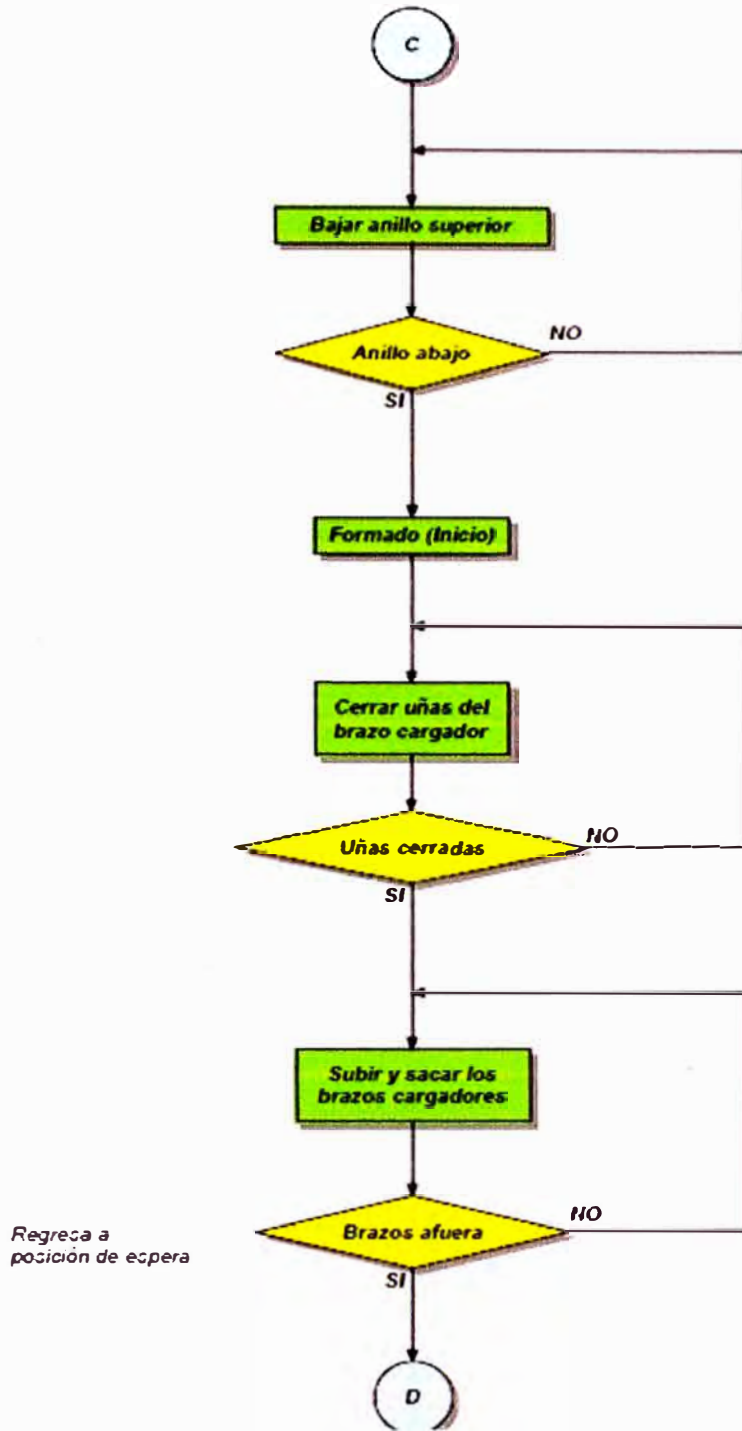 C
Bajar anillo superior
Anillo abajo
NO
SI
Formado (Inicio)
Cerrar uñas del
brazo cargador
Uñas cerradas
NO
SI
Subir y sacar los
brazos cargadores
Brazos afuera
NO
Regresa a
posición de espera
SI
D